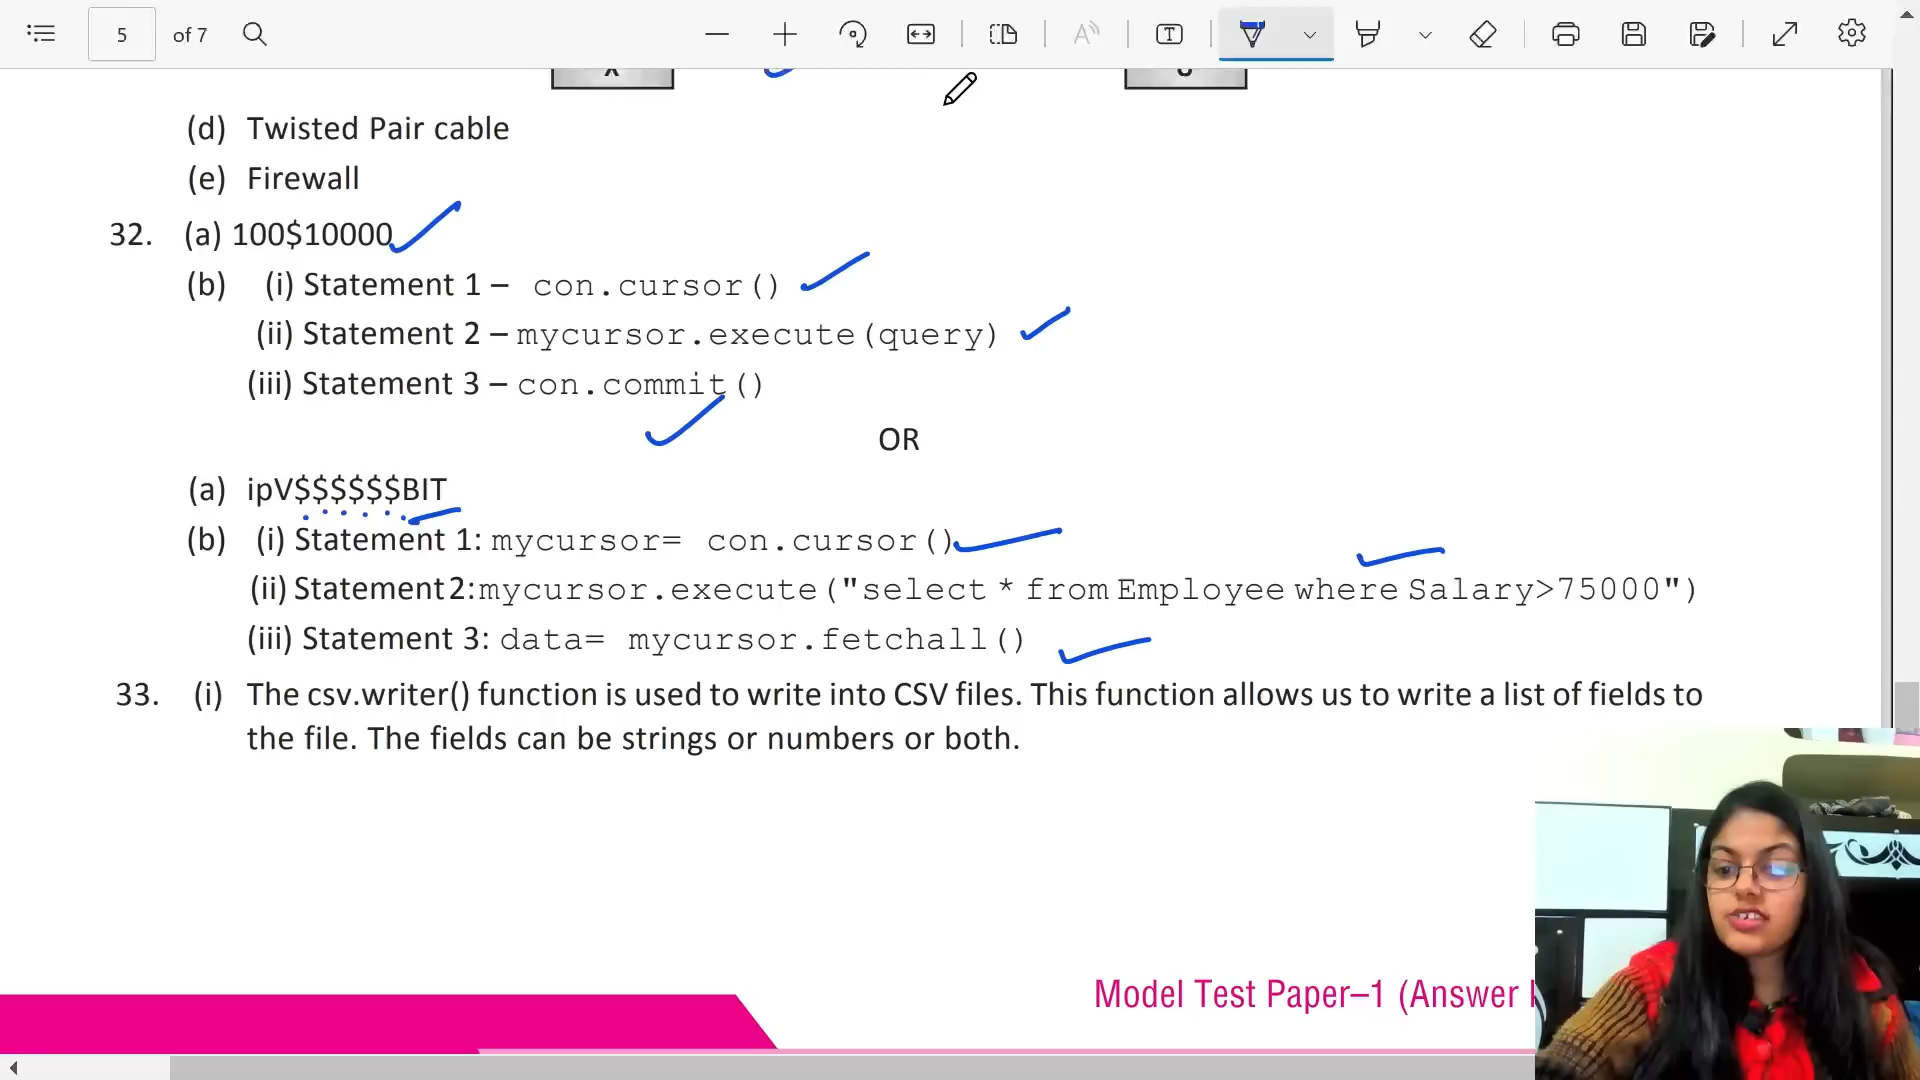 5 of 7
(d) Twisted Pair cable
(e) Firewall
32. (a) 100$10000
(b) (i) Statement 1 – con.cursor()
(ii) Statement 2 – mycursor.execute(query)
(iii) Statement 3 – con.commit()
OR
(a) ipV$$$$$$BIT
(b) (i) Statement 1: mycursor= con.cursor()
(ii) Statement 2:mycursor.execute("select * from Employee where Salary>75000")
(iii) Statement 3: data= mycursor.fetchall()
33. (i) The csv.writer() function is used to write into CSV files. This function allows us to write a list of fields to
the file. The fields can be strings or numbers or both.
Model Test Paper–1 (Answer